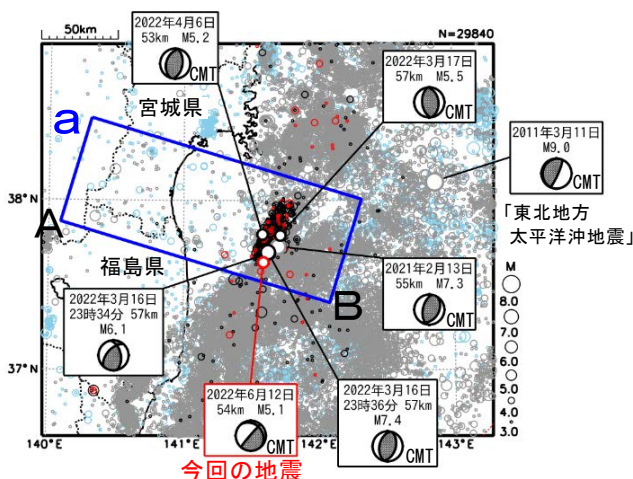 50km
N=29840
2022年4月6日
53km M5.2
CMT
2022年3月17日
57km M5.5
CMT
宮城県
a
2011年3月11日
M9.0
CMT
「東北地方
太平洋沖地震」
38°N
A
福島県
B
2021年2月13日
55km M7.3
CMT
2022年3月16日
23時34分 57km
M6.1
2022年6月12日
54km M5.1
CMT
今回の地震
2022年3月16日
23時36分 57km
M7.4
CMT
37°N
M
8.0
7.0
6.0
5.0
4.0
3.0
140°E
141°E
142°E
143°E